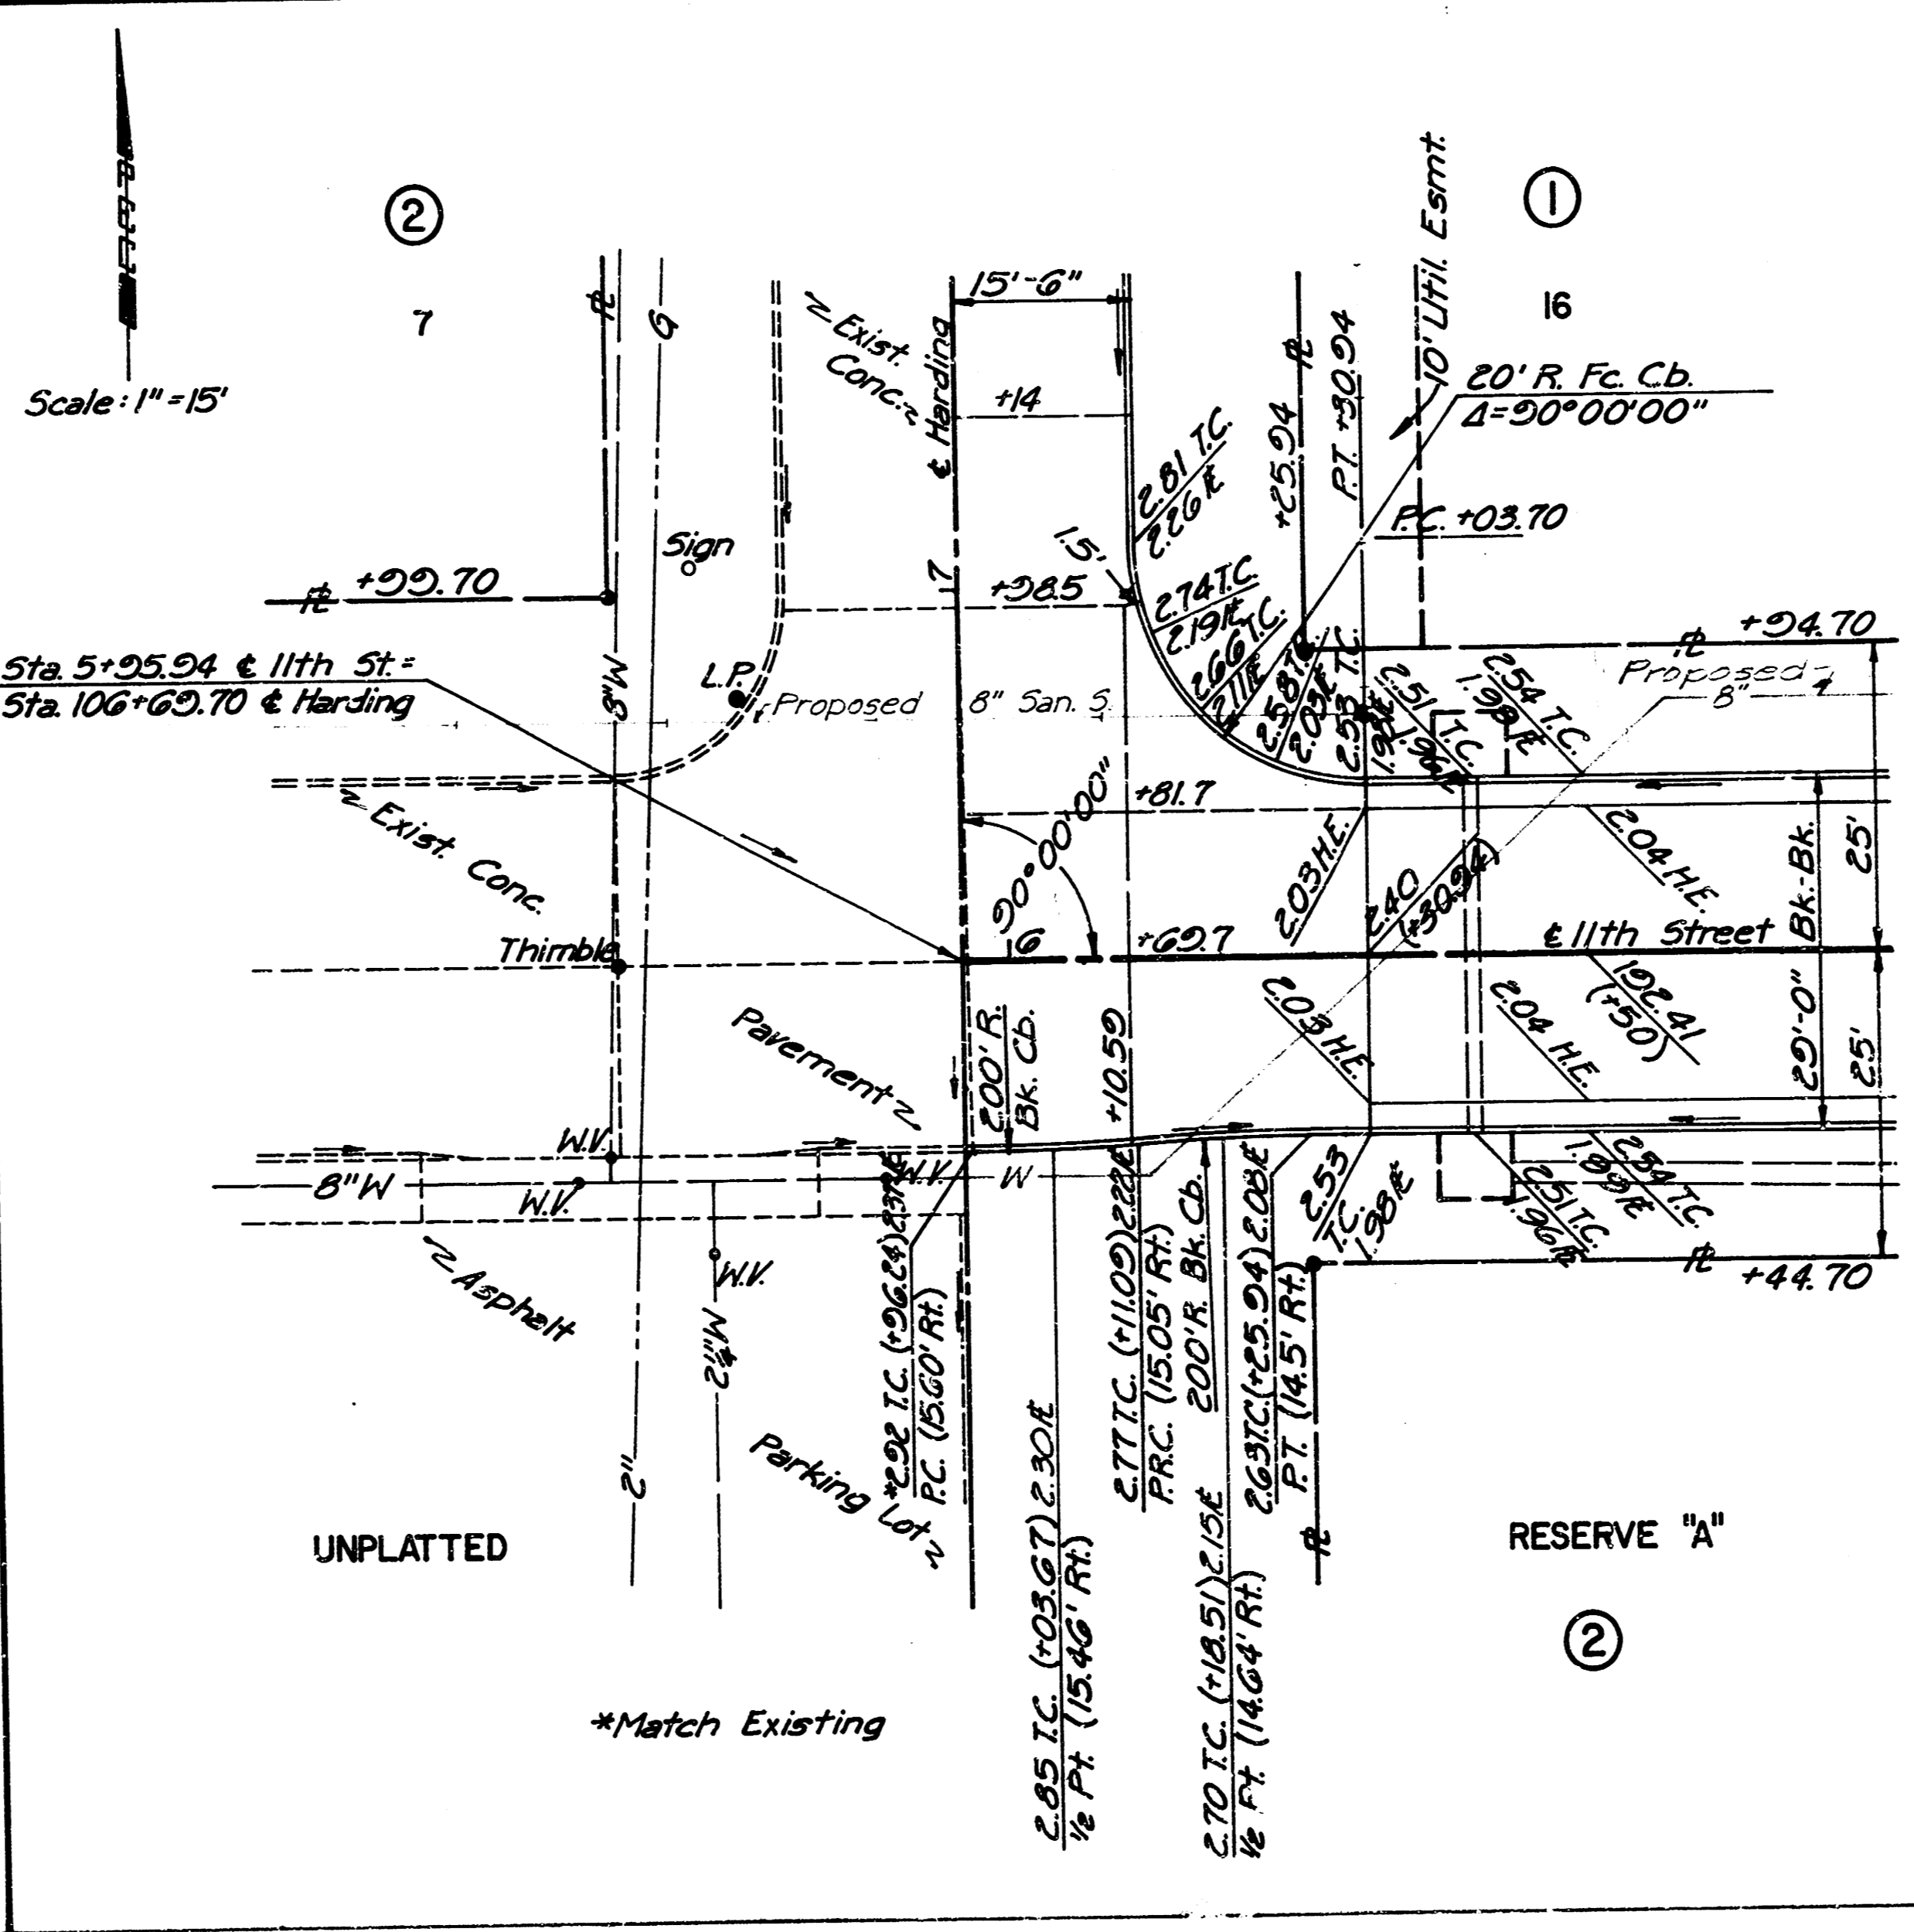 ②
①
7
16
Scale: 1"=15'
℄ Harding
15'-6"
Exist.
Conc.
+14
10' Util. Esmt.
20' R. Fc. Cb.
Δ=90°00'00"
2.81 T.C.
2.26 ℄
+25.94
P.T. +30.94
P.C. +03.70
G
Sign
1.5'
+99.70
7
+98.5
2.74 T.C.
2.19 ℄
2.66 T.C.
2.11 ℄
+94.70
Sta. 5+95.94 ℄ 11th St. =
Sta. 106+69.70 ℄ Harding
8"W
L.P.
Proposed 8" San. S.
2.58 T.C.
2.03 ℄
2.53 T.C.
1.98 ℄
2.51 T.C.
1.96 ℄
2.54 T.C.
1.99 ℄
Proposed
8"
+81.7
90°00'00"
Exist. Conc.
2.03 H.E.
2.40
(+30.94)
2.04 H.E.
Bk.-Bk.
25'
Thimble
6
+69.7
℄ 11th Street
Pavement
200' R.
Bk. Cb.
+10.59
2.03 H.E.
2.04 H.E.
192.41
(+50)
29'-0"
25'
W.V.
8"W
W.V.
W.V.
W
W.V.
2.53
T.C.
1.98 ℄
2.51 T.C.
1.96 ℄
2.54 T.C.
1.99 ℄
+44.70
Asphalt
2"
Parking Lot
*2.92 T.C. (+96.24) 2.37 ℄
P.C. (15.60' Rt.)
2.85 T.C. (+03.67) 2.30 ℄
½ Pt. (15.46' Rt.)
2.77 T.C. (+11.09) 2.22 ℄
P.R.C. (15.05' Rt.)
200' R. Bk. Cb.
2.70 T.C. (+18.51) 2.15 ℄
½ Pt. (14.64' Rt.)
2.63 T.C. (+25.94) 2.08 ℄
P.T. (14.5' Rt.)
UNPLATTED
RESERVE "A"
②
*Match Existing